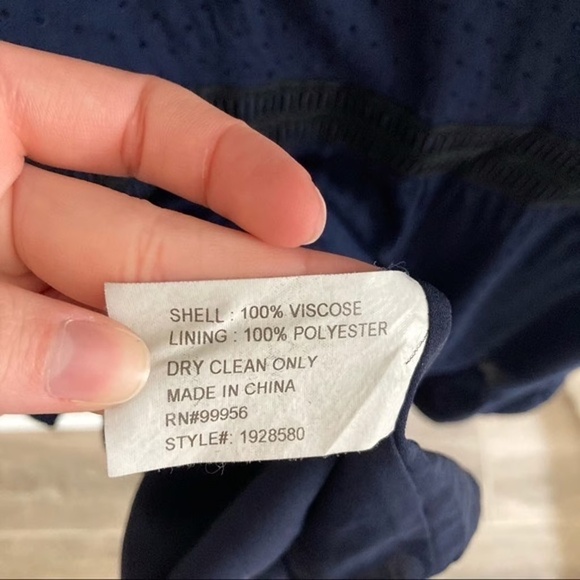 SHELL : 100% VISCOSE
LINING : 100% POLYESTER
DRY CLEAN ONLY
MADE IN CHINA
RN#99956
STYLE#: 1928580